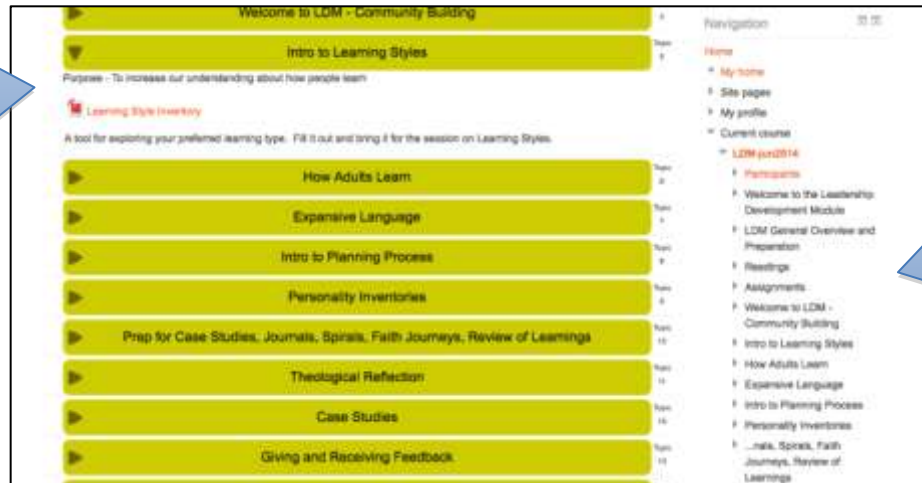 Welcome to LDM - Community Building
Intro to Learning Styles
Purpose - To increase our understanding about how people learn
Learning Style Inventory
A tool for exploring your preferred learning type. Fill it out and bring it for the session on Learning Styles.
How Adults Learn
Expansive Language
Intro to Planning Process
Personality Inventories
Prep for Case Studies, Journals, Spirals, Faith Journeys, Review of Learnings
Theological Reflection
Case Studies
Giving and Receiving Feedback
Navigation
Home
My home
Site pages
My profile
Current course
LDM-jun2014
Participants
Welcome to the Leadership
Development Module
LDM General Overview and
Preparation
Readings
Assignments
Welcome to LDM -
Community Building
Intro to Learning Styles
How Adults Learn
Expansive Language
Intro to Planning Process
Personality Inventories
...nals, Spirals, Faith
Journeys, Review of
Learnings